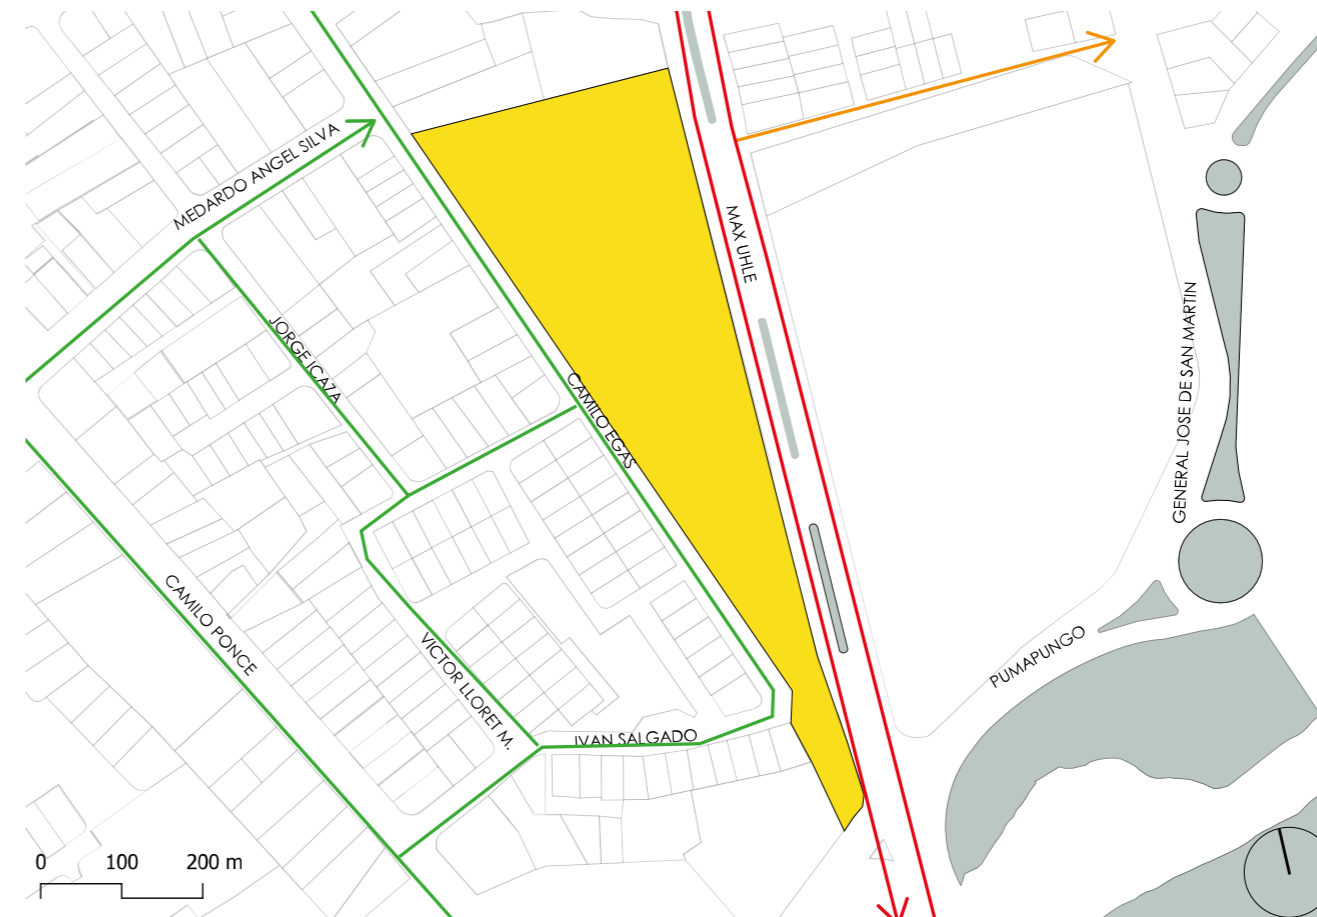 MEDARDO ANGEL SILVA
MAX UHLE
JORGE ICAZA
CAMILO EGAS
GENERAL JOSE DE SAN MARTIN
CAMILO PONCE
VICTOR LLORET M.
PUMAPUNGO
IVAN SALGADO
0 100 200 m